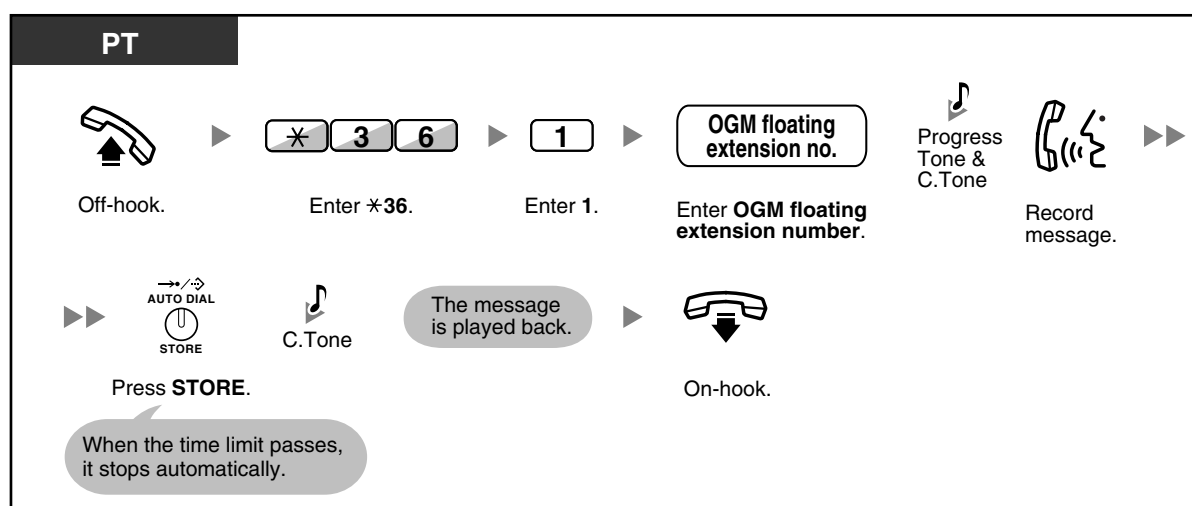 PT
✳ 3 6
1
OGM floating
extension no.
Progress
Tone &
C.Tone
Off-hook.
Enter ✳36.
Enter 1.
Enter OGM floating
extension number.
Record
message.
AUTO DIAL
STORE
C.Tone
The message
is played back.
Press STORE.
On-hook.
When the time limit passes,
it stops automatically.